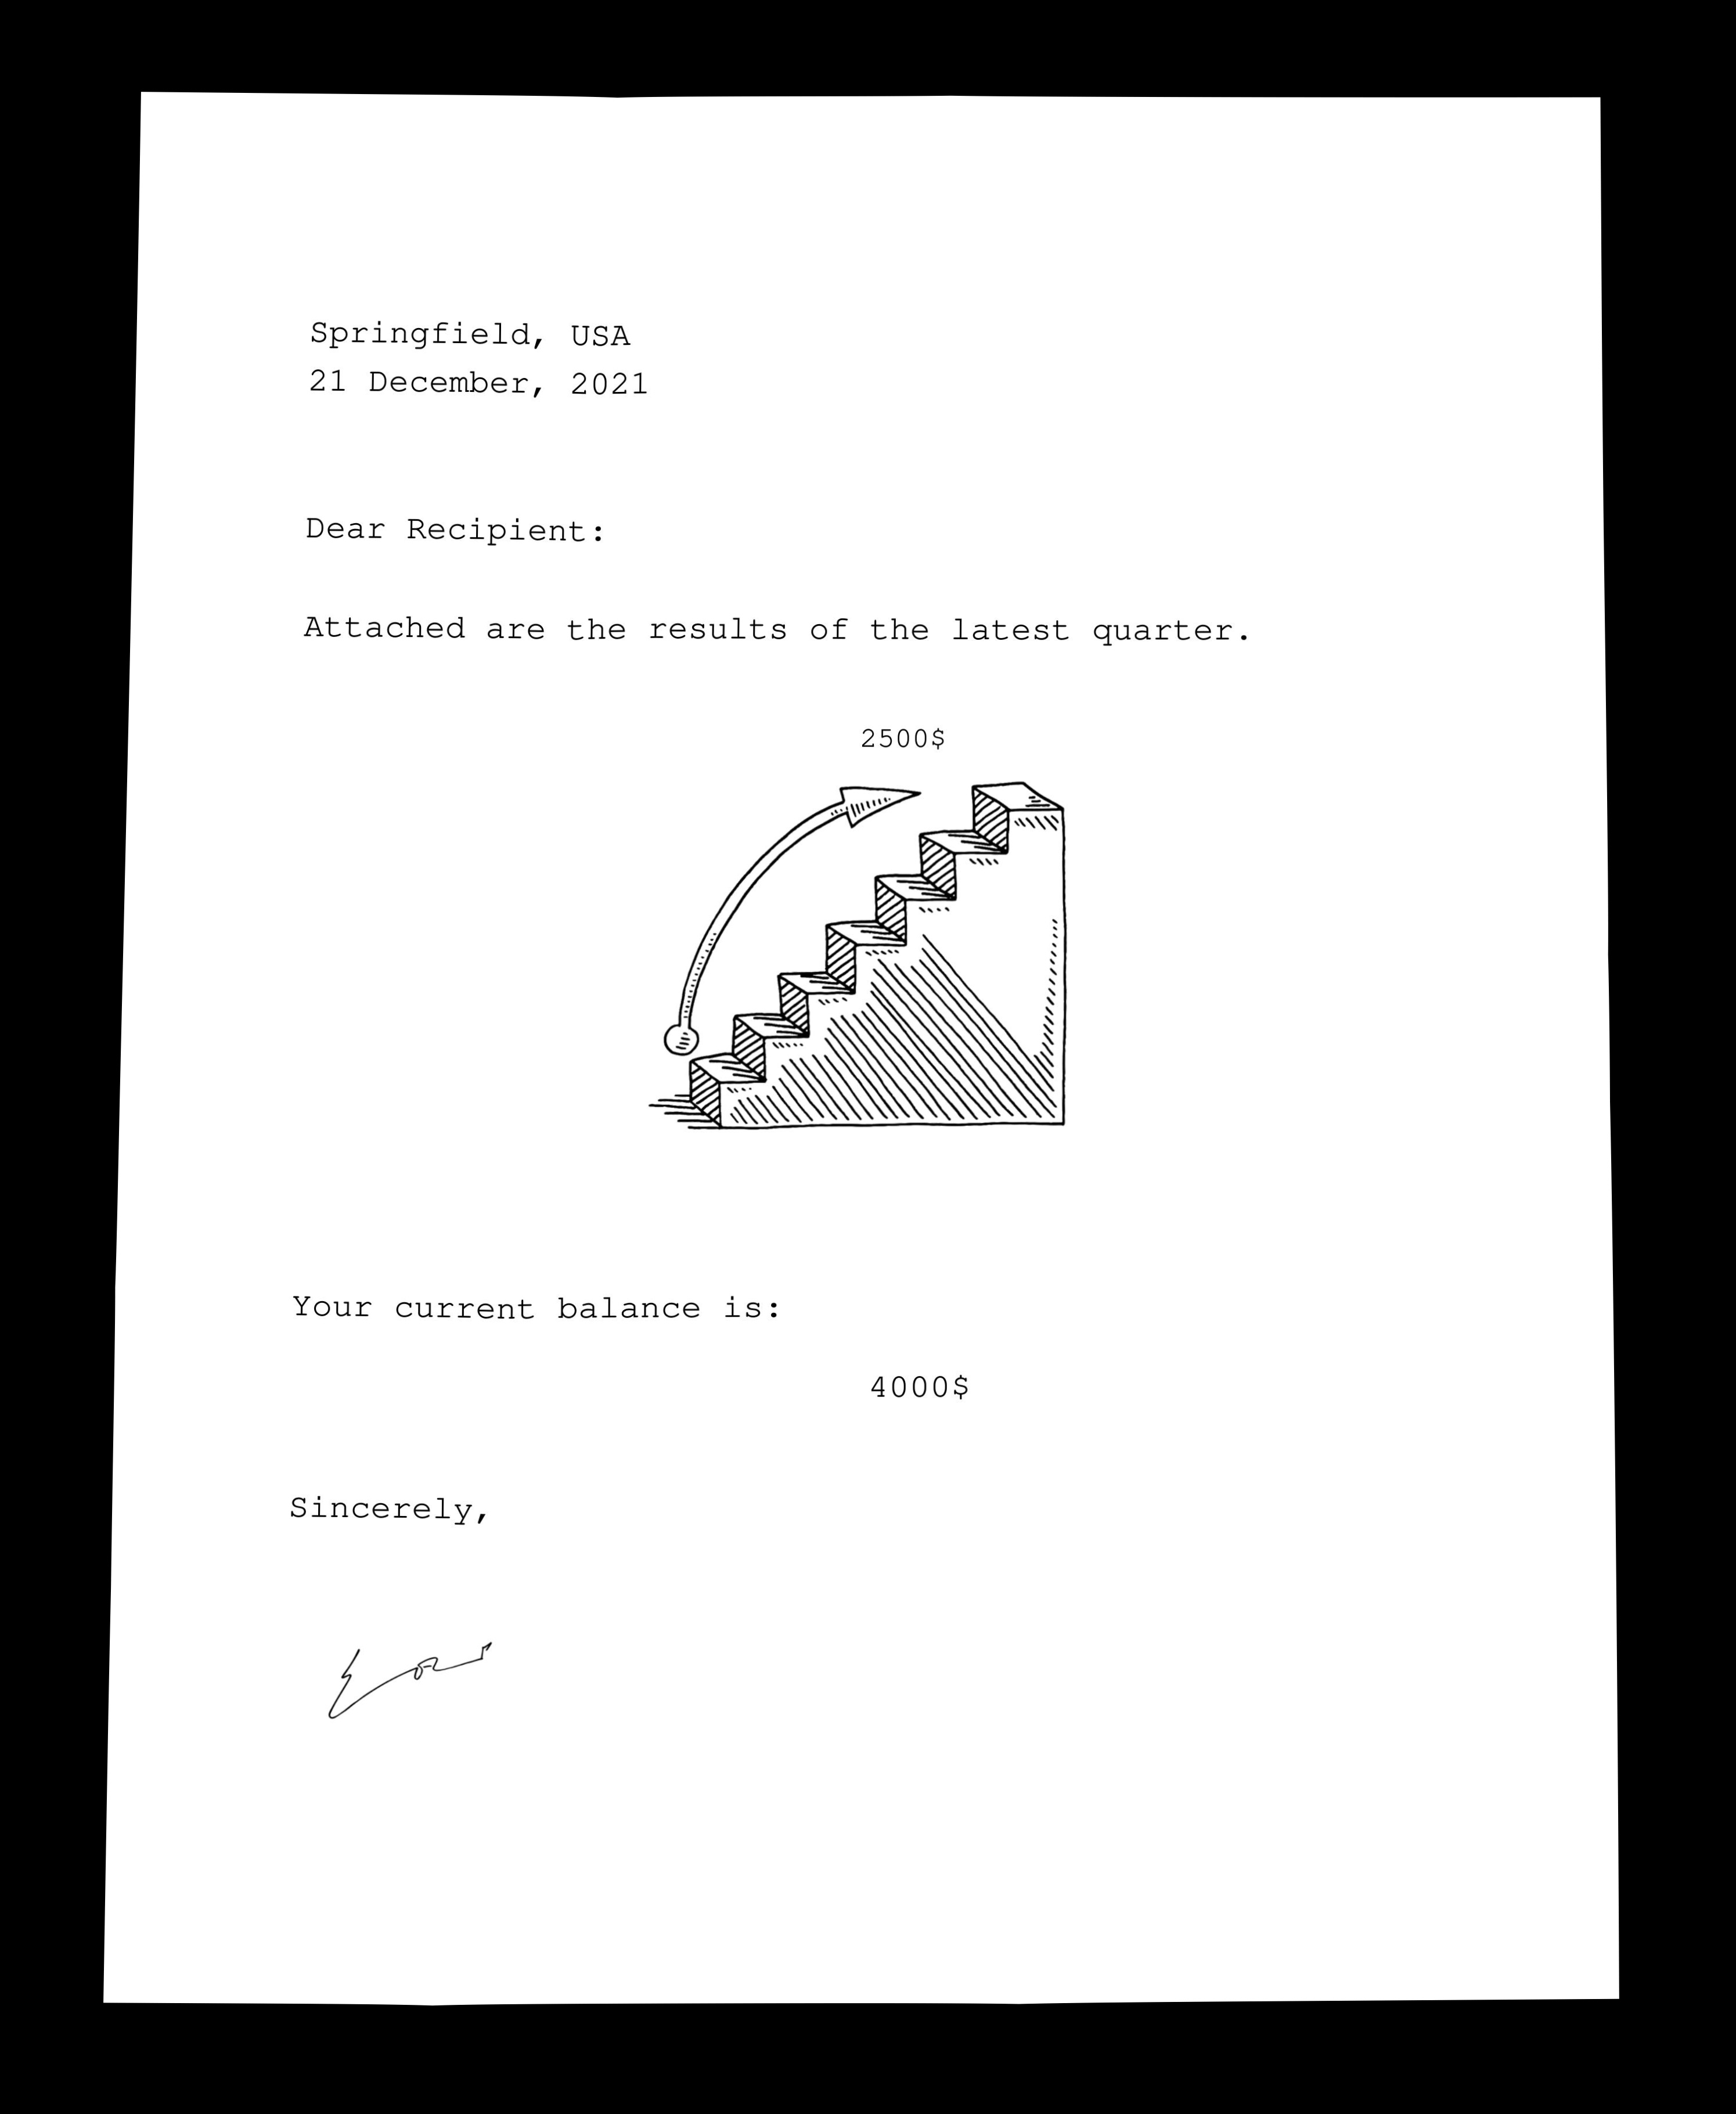 Springfield, USA
21 December, 2021
Dear Recipient:
Attached are the results of the latest quarter.
2500$
Your current balance is:
4000$
Sincerely,